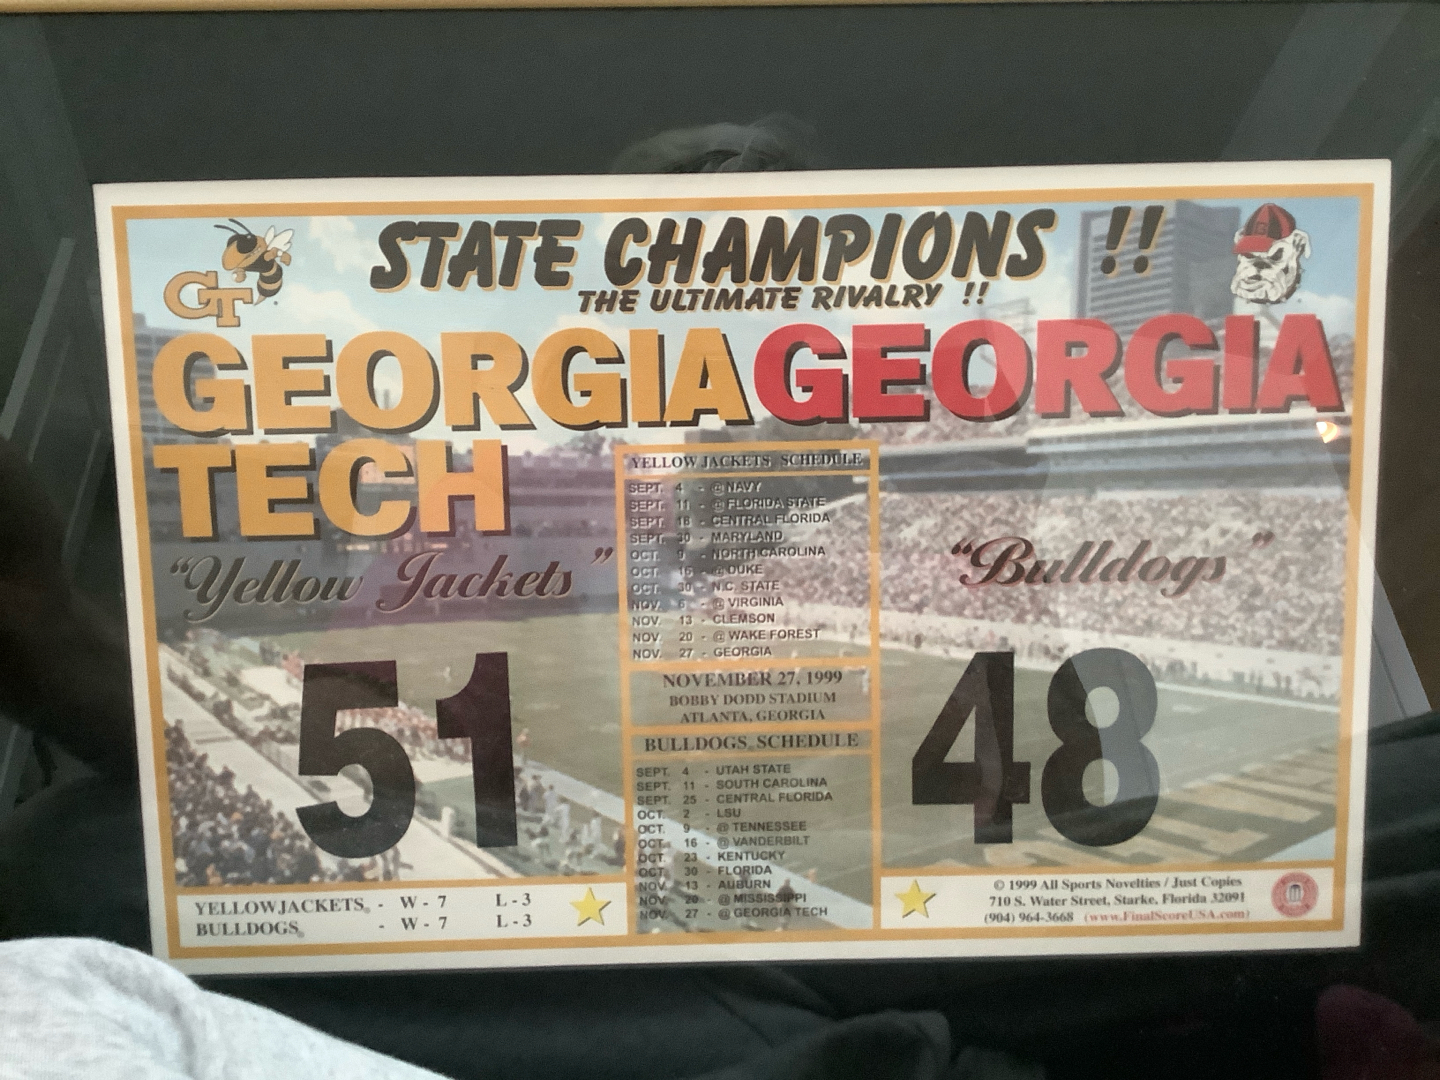 STATE CHAMPIONS !!
THE ULTIMATE RIVALRY !!
GT
GEORGIA TECH
"Yellow Jackets"
51
GEORGIA
"Bulldogs"
48
YELLOW JACKETS SCHEDULE
SEPT. 4 - @ NAVY
SEPT. 11 - @ FLORIDA STATE
SEPT. 18 - CENTRAL FLORIDA
SEPT. 30 - MARYLAND
OCT. 9 - NORTH CAROLINA
OCT. 16 - @ DUKE
OCT. 30 - N.C. STATE
NOV. 6 - @ VIRGINIA
NOV. 13 - CLEMSON
NOV. 20 - @ WAKE FOREST
NOV. 27 - GEORGIA
NOVEMBER 27, 1999
BOBBY DODD STADIUM
ATLANTA, GEORGIA
BULLDOGS SCHEDULE
SEPT. 4 - UTAH STATE
SEPT. 11 - SOUTH CAROLINA
SEPT. 25 - CENTRAL FLORIDA
OCT. 2 - LSU
OCT. 9 - @ TENNESSEE
OCT. 16 - @ VANDERBILT
OCT. 23 - KENTUCKY
OCT. 30 - FLORIDA
NOV. 13 - AUBURN
NOV. 20 - @ MISSISSIPPI
NOV. 27 - @ GEORGIA TECH
YELLOW JACKETS® - W - 7 L - 3
BULLDOGS® - W - 7 L - 3
© 1999 All Sports Novelties / Just Copies
710 S. Water Street, Starke, Florida 32091
(904) 964-3668 (www.FinalScoreUSA.com)